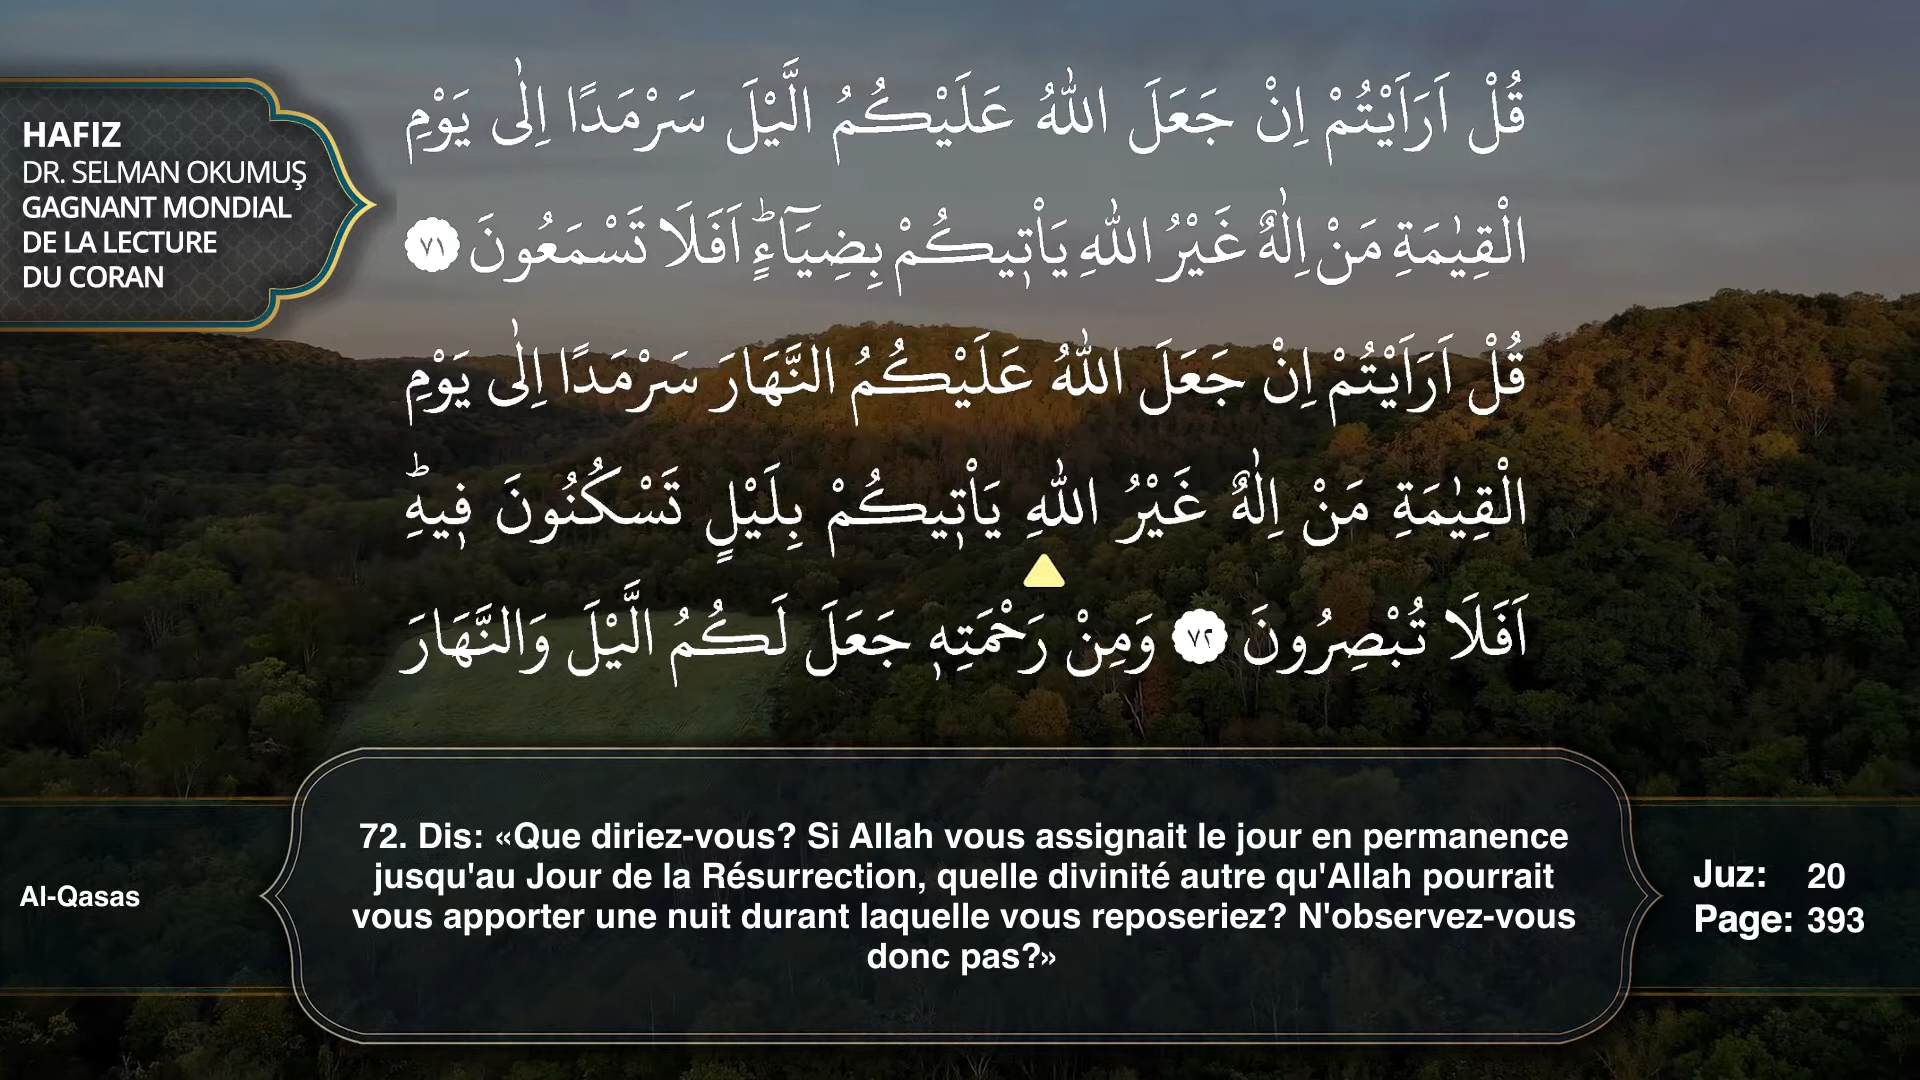 HAFIZ
DR. SELMAN OKUMUŞ
GAGNANT MONDIAL
DE LA LECTURE
DU CORAN
قُلْ اَرَاَيْتُمْ اِنْ جَعَلَ اللّٰهُ عَلَيْكُمُ الَّيْلَ سَرْمَدًا اِلٰى يَوْمِ
الْقِيٰمَةِ مَنْ اِلٰهٌ غَيْرُ اللّٰهِ يَاْت۪يكُمْ بِضِيَٓاءٍۜ اَفَلَا تَسْمَعُونَ ﴿٧١﴾
قُلْ اَرَاَيْتُمْ اِنْ جَعَلَ اللّٰهُ عَلَيْكُمُ النَّهَارَ سَرْمَدًا اِلٰى يَوْمِ
الْقِيٰمَةِ مَنْ اِلٰهٌ غَيْرُ اللّٰهِ يَاْت۪يكُمْ بِلَيْلٍ تَسْكُنُونَ ف۪يهِۜ
اَفَلَا تُبْصِرُونَ ﴿٧٢﴾ وَمِنْ رَحْمَتِه۪ جَعَلَ لَكُمُ الَّيْلَ وَالنَّهَارَ
72. Dis: «Que diriez-vous? Si Allah vous assignait le jour en permanence
jusqu'au Jour de la Résurrection, quelle divinité autre qu'Allah pourrait
vous apporter une nuit durant laquelle vous reposeriez? N'observez-vous
donc pas?»
Al-Qasas
Juz: 20
Page: 393